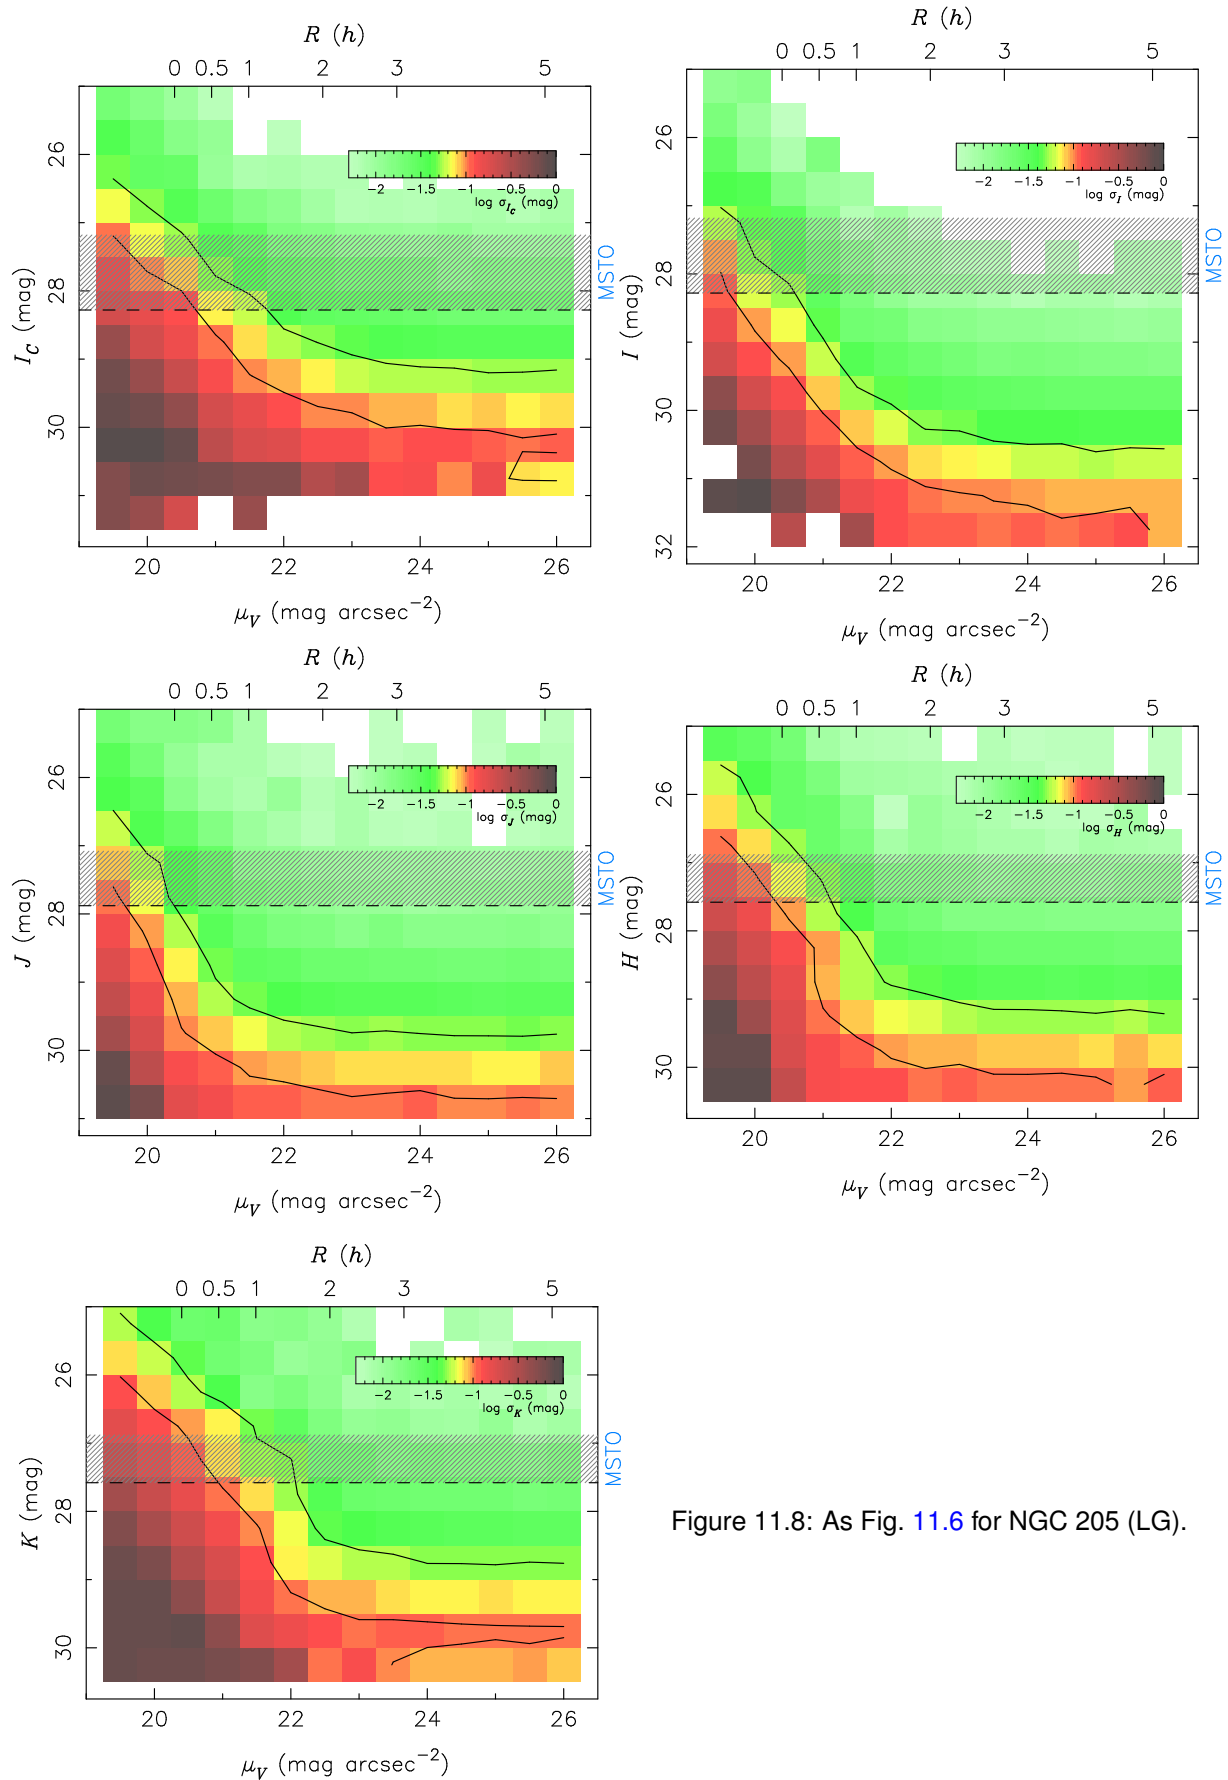 R (h)
0 0.5 1 2 3 5
26 28 30
I_C (mag)
−2 −1.5 −1 −0.5 0
log σ_{I_C} (mag)
MSTO
20 22 24 26
μ_V (mag arcsec⁻²)
R (h)
0 0.5 1 2 3 5
26 28 30 32
I (mag)
−2 −1.5 −1 −0.5 0
log σ_I (mag)
MSTO
20 22 24 26
μ_V (mag arcsec⁻²)
R (h)
0 0.5 1 2 3 5
26 28 30
J (mag)
−2 −1.5 −1 −0.5 0
log σ_J (mag)
20 22 24 26
μ_V (mag arcsec⁻²)
R (h)
0 0.5 1 2 3 5
26 28 30
H (mag)
−2 −1.5 −1 −0.5 0
log σ_H (mag)
MSTO
MSTO
20 22 24 26
μ_V (mag arcsec⁻²)
R (h)
0 0.5 1 2 3 5
26 28 30
K (mag)
−2 −1.5 −1 −0.5 0
log σ_K (mag)
MSTO
20 22 24 26
μ_V (mag arcsec⁻²)
Figure 11.8: As Fig. 11.6 for NGC 205 (LG).